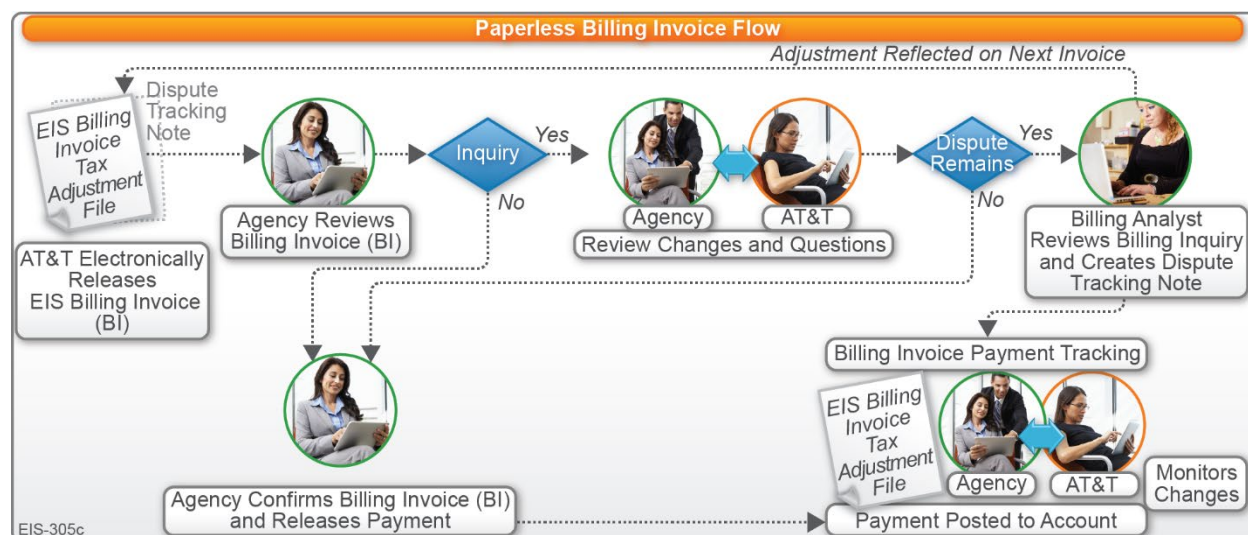 Paperless Billing Invoice Flow
Adjustment Reflected on Next Invoice
Dispute
Tracking
Note
EIS Billing
Invoice
Tax
Adjustment
File
AT&T Electronically
Releases
EIS Billing Invoice
(BI)
Agency Reviews
Billing Invoice (BI)
Inquiry
Yes
No
Agency
AT&T
Review Changes and Questions
Dispute
Remains
Yes
No
Billing Analyst
Reviews Billing Inquiry
and Creates Dispute
Tracking Note
Billing Invoice Payment Tracking
EIS Billing
Invoice
Tax
Adjustment
File
Agency
AT&T
Monitors
Changes
Agency Confirms Billing Invoice (BI)
and Releases Payment
Payment Posted to Account
EIS-305c